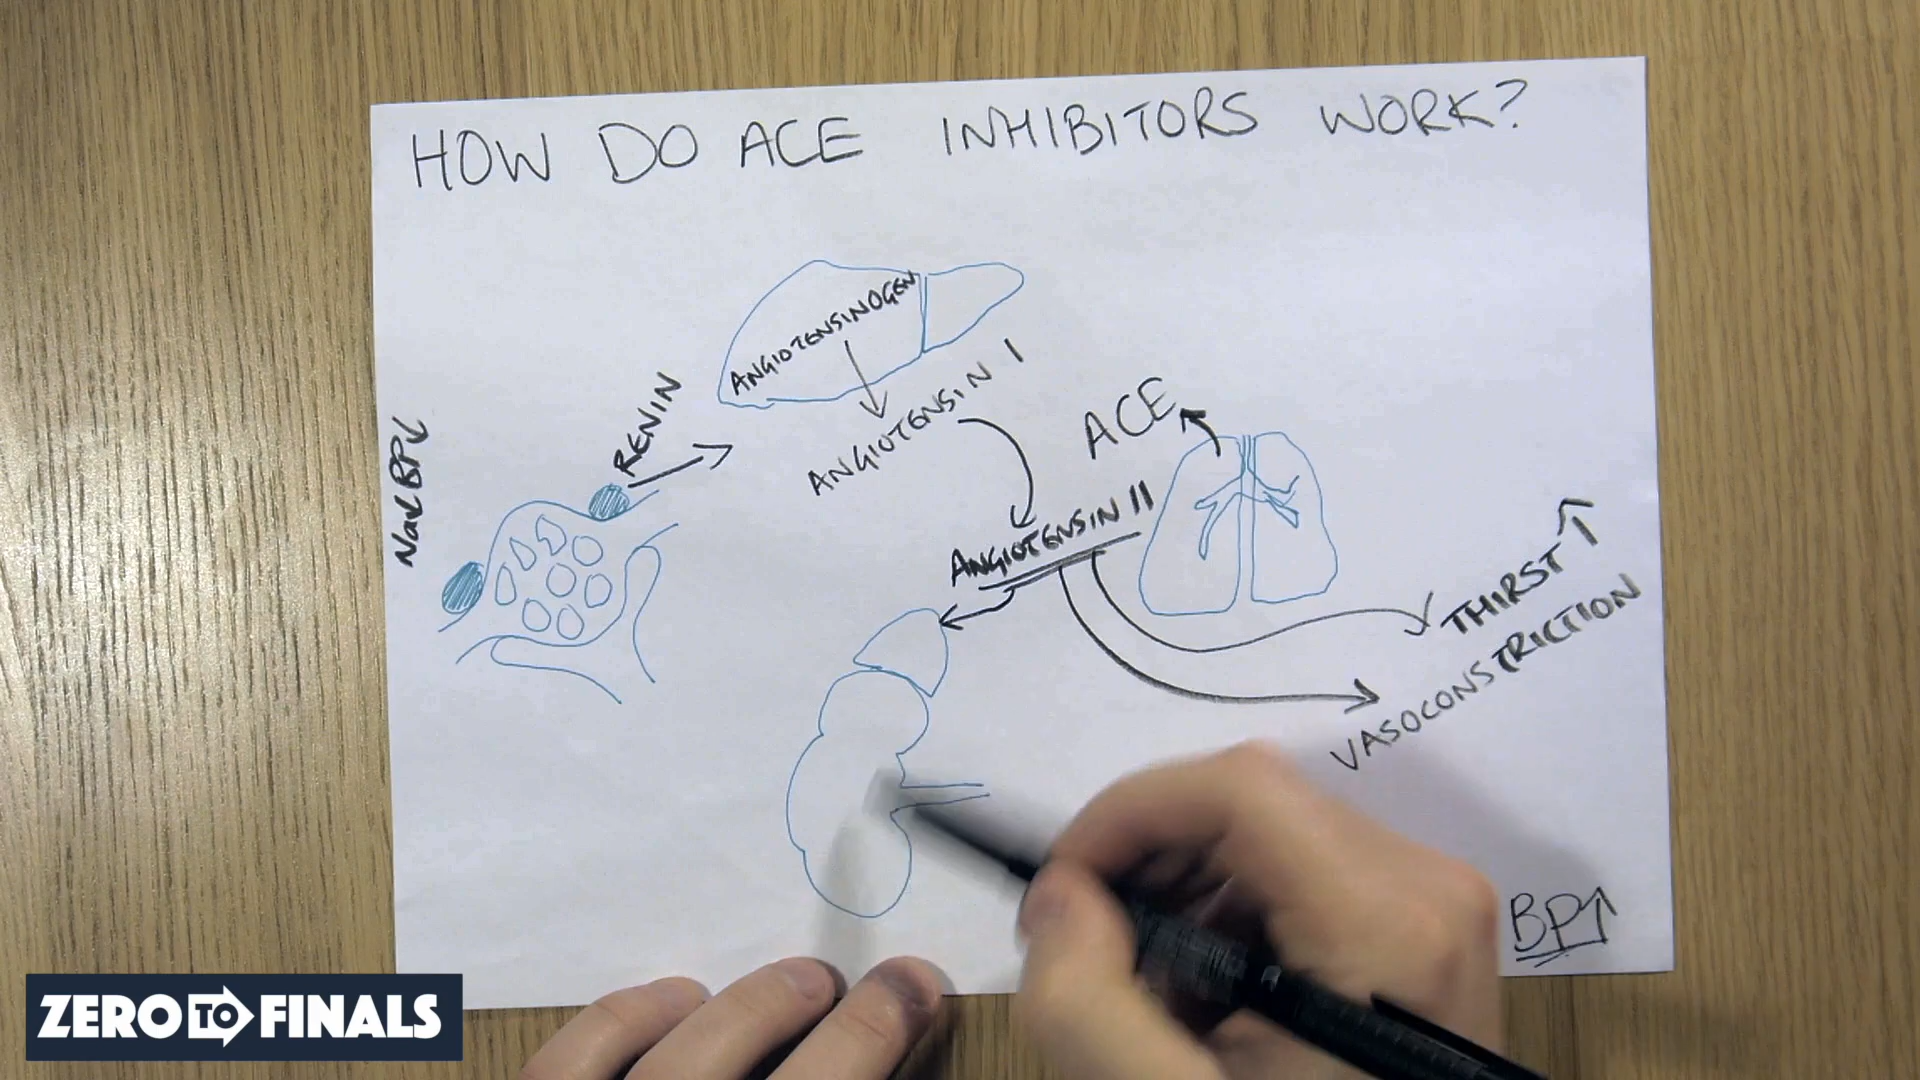 HOW DO ACE INHIBITORS WORK?
ANGIOTENSINOGEN
ANGIOTENSIN I
RENIN
Na↓BP↓
ACE
ANGIOTENSIN II
THIRST↑
VASOCONSTRICTION
BP↑
ZERO TO FINALS